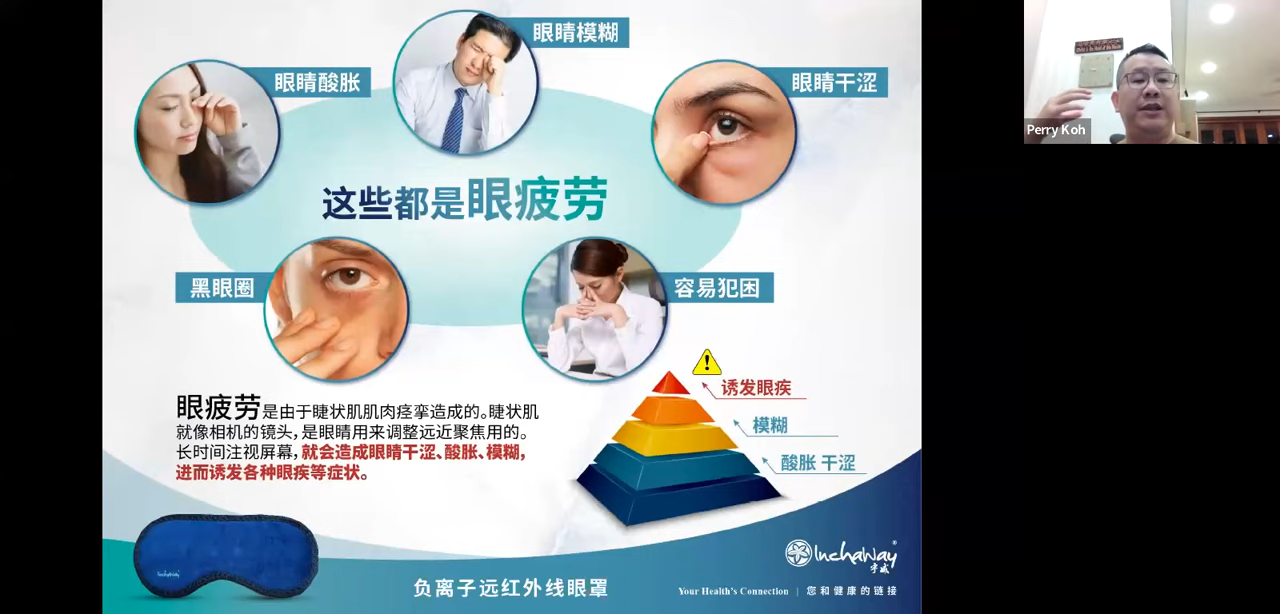 眼睛模糊
眼睛酸胀
眼睛干涩
这些都是眼疲劳
黑眼圈
容易犯困
眼疲劳是由于睫状肌肌肉痉挛造成的。睫状肌
就像相机的镜头,是眼睛用来调整远近聚焦用的。
长时间注视屏幕,就会造成眼睛干涩、酸胀、模糊,
进而诱发各种眼疾等症状。
!
诱发眼疾
模糊
酸胀 干涩
InchaWay
负离子远红外线眼罩
InchaWay®
宇威
Your Health's Connection | 您和健康的链接
Perry Koh